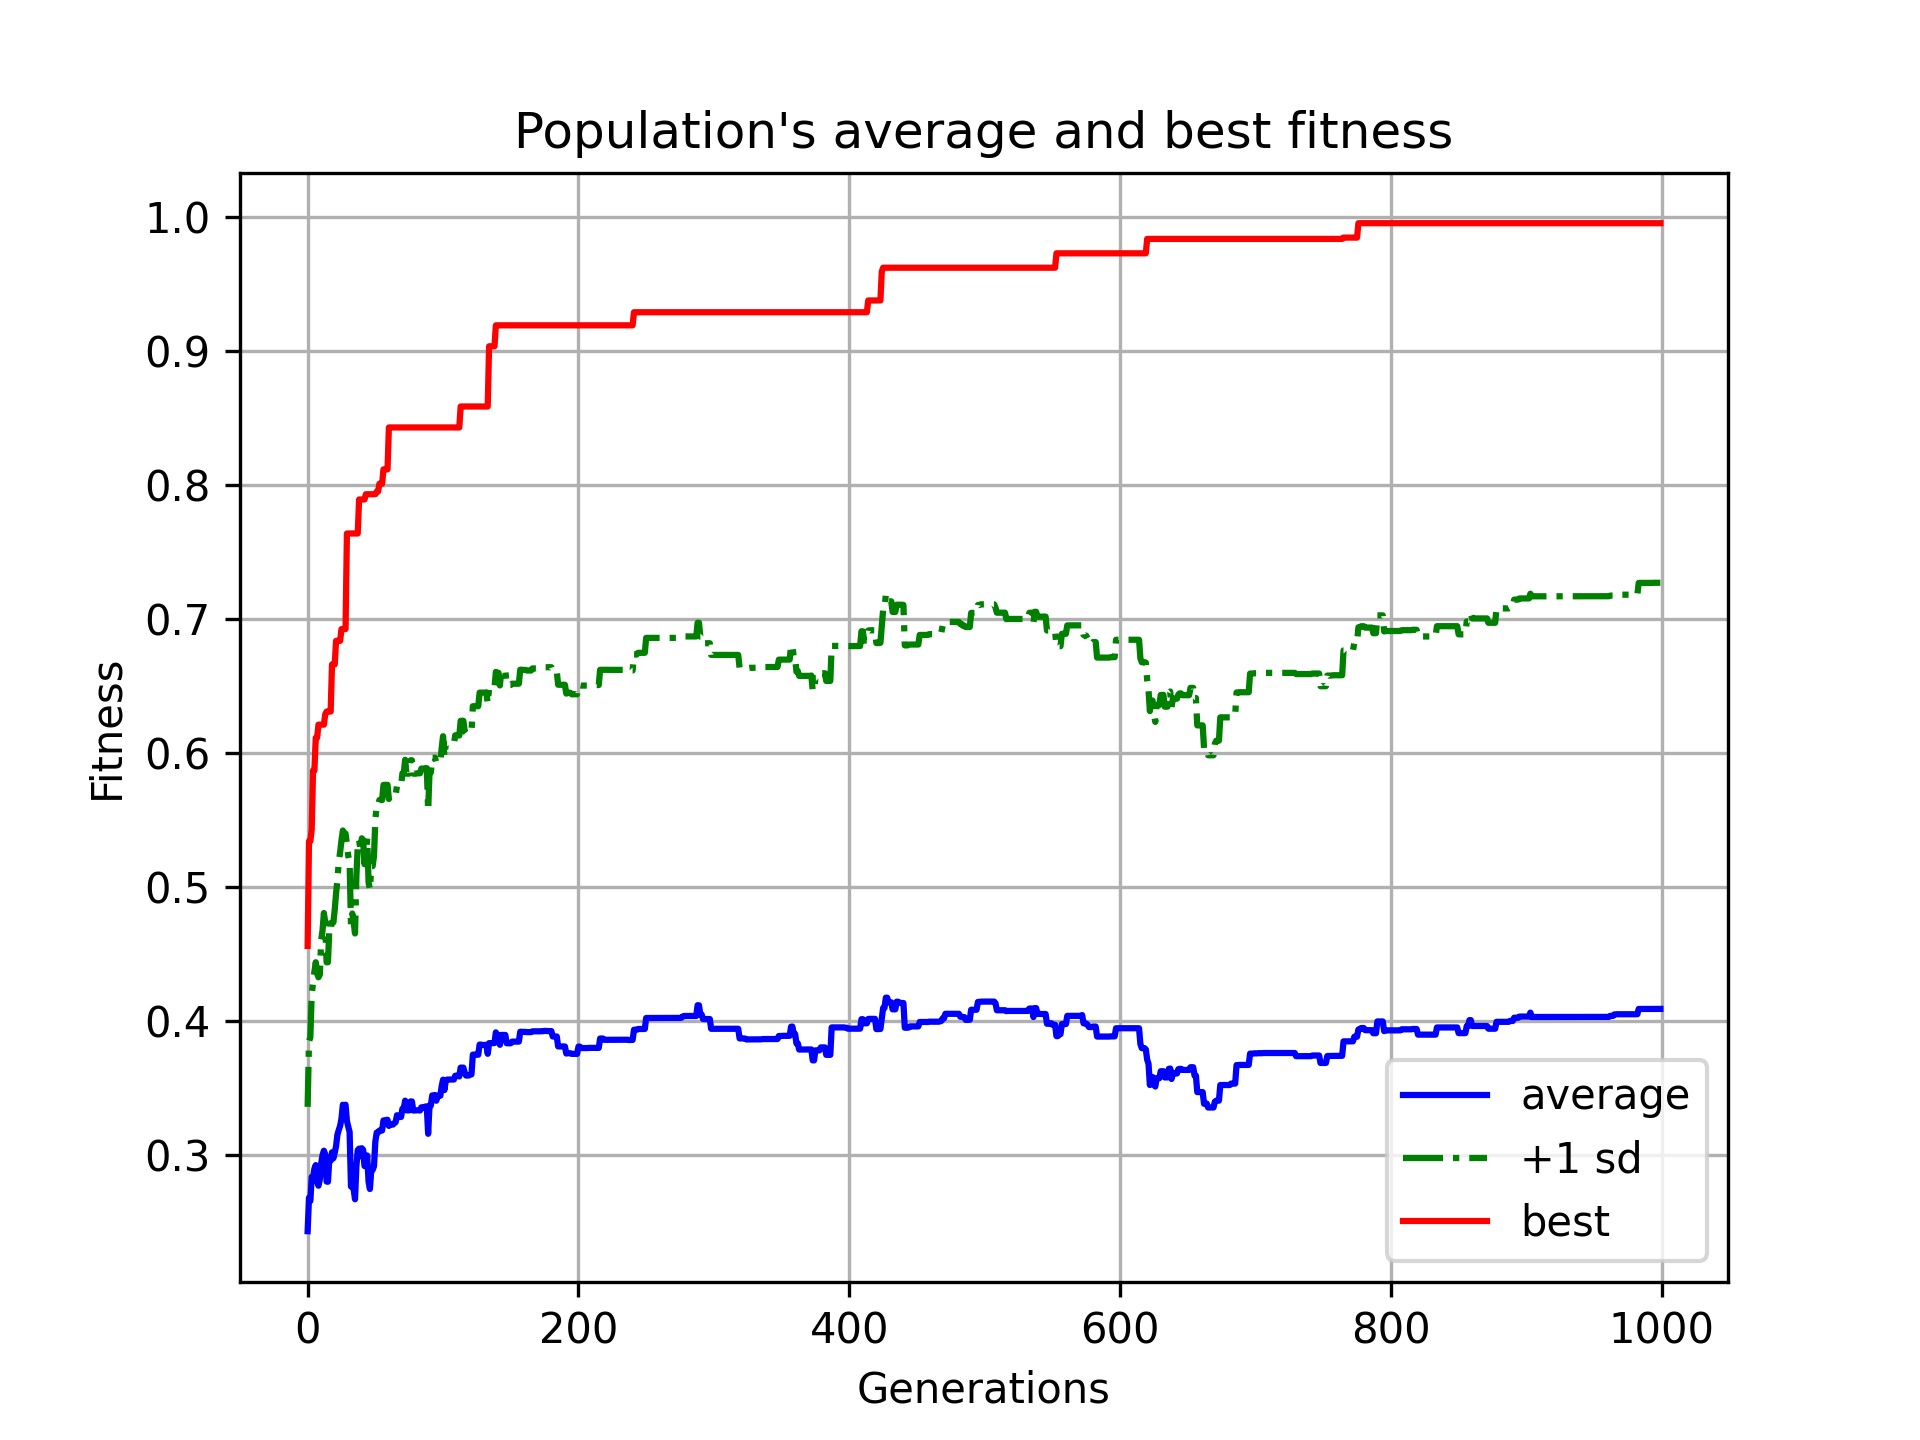 Population's average and best fitness
1.0
0.9
0.8
0.7
0.6
0.5
0.4
0.3
Fitness
average
+1 sd
best
0 200 400 600 800 1000
Generations